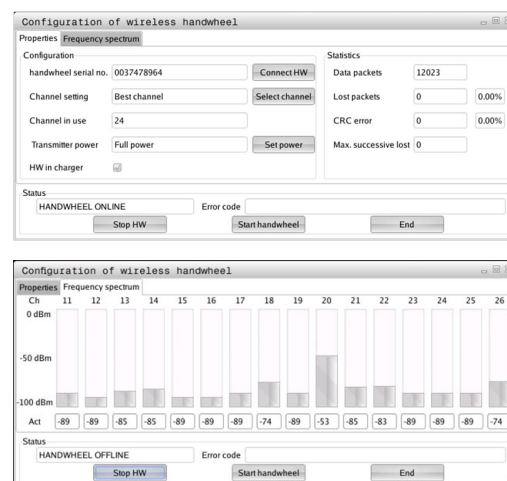 Configuration of wireless handwheel
Properties Frequency spectrum
Configuration Statistics
handwheel serial no. 0037478964 Connect HW Data packets 12023
Channel setting Best channel Select channel Lost packets 0 0.00%
Channel in use 24 CRC error 0 0.00%
Transmitter power Full power Set power Max. successive lost 0
HW in charger
Status
HANDWHEEL ONLINE Error code
Stop HW Start handwheel End
Configuration of wireless handwheel
Properties Frequency spectrum
Ch 11 12 13 14 15 16 17 18 19 20 21 22 23 24 25 26
0 dBm
-50 dBm
-100 dBm
Act -89 -89 -85 -85 -89 -89 -89 -74 -89 -53 -85 -83 -89 -89 -89 -74
Status
HANDWHEEL OFFLINE Error code
Stop HW Start handwheel End